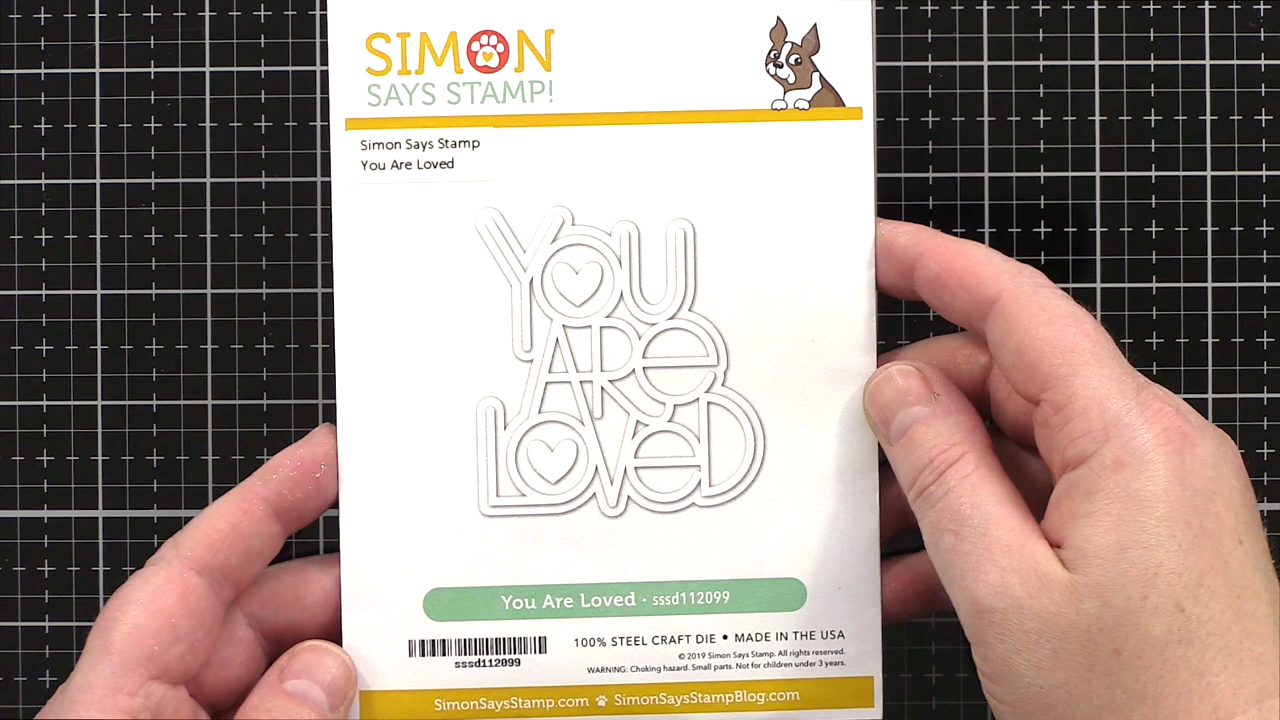 SIMON
SAYS STAMP!
Simon Says Stamp
You Are Loved
YOU
ARe
LOVeD
You Are Loved - sssd112099
sssd112099
100% STEEL CRAFT DIE • MADE IN THE USA
© 2019 Simon Says Stamp. All rights reserved.
WARNING: Choking hazard. Small parts. Not for children under 3 years.
SimonSaysStamp.com SimonSaysStampBlog.com